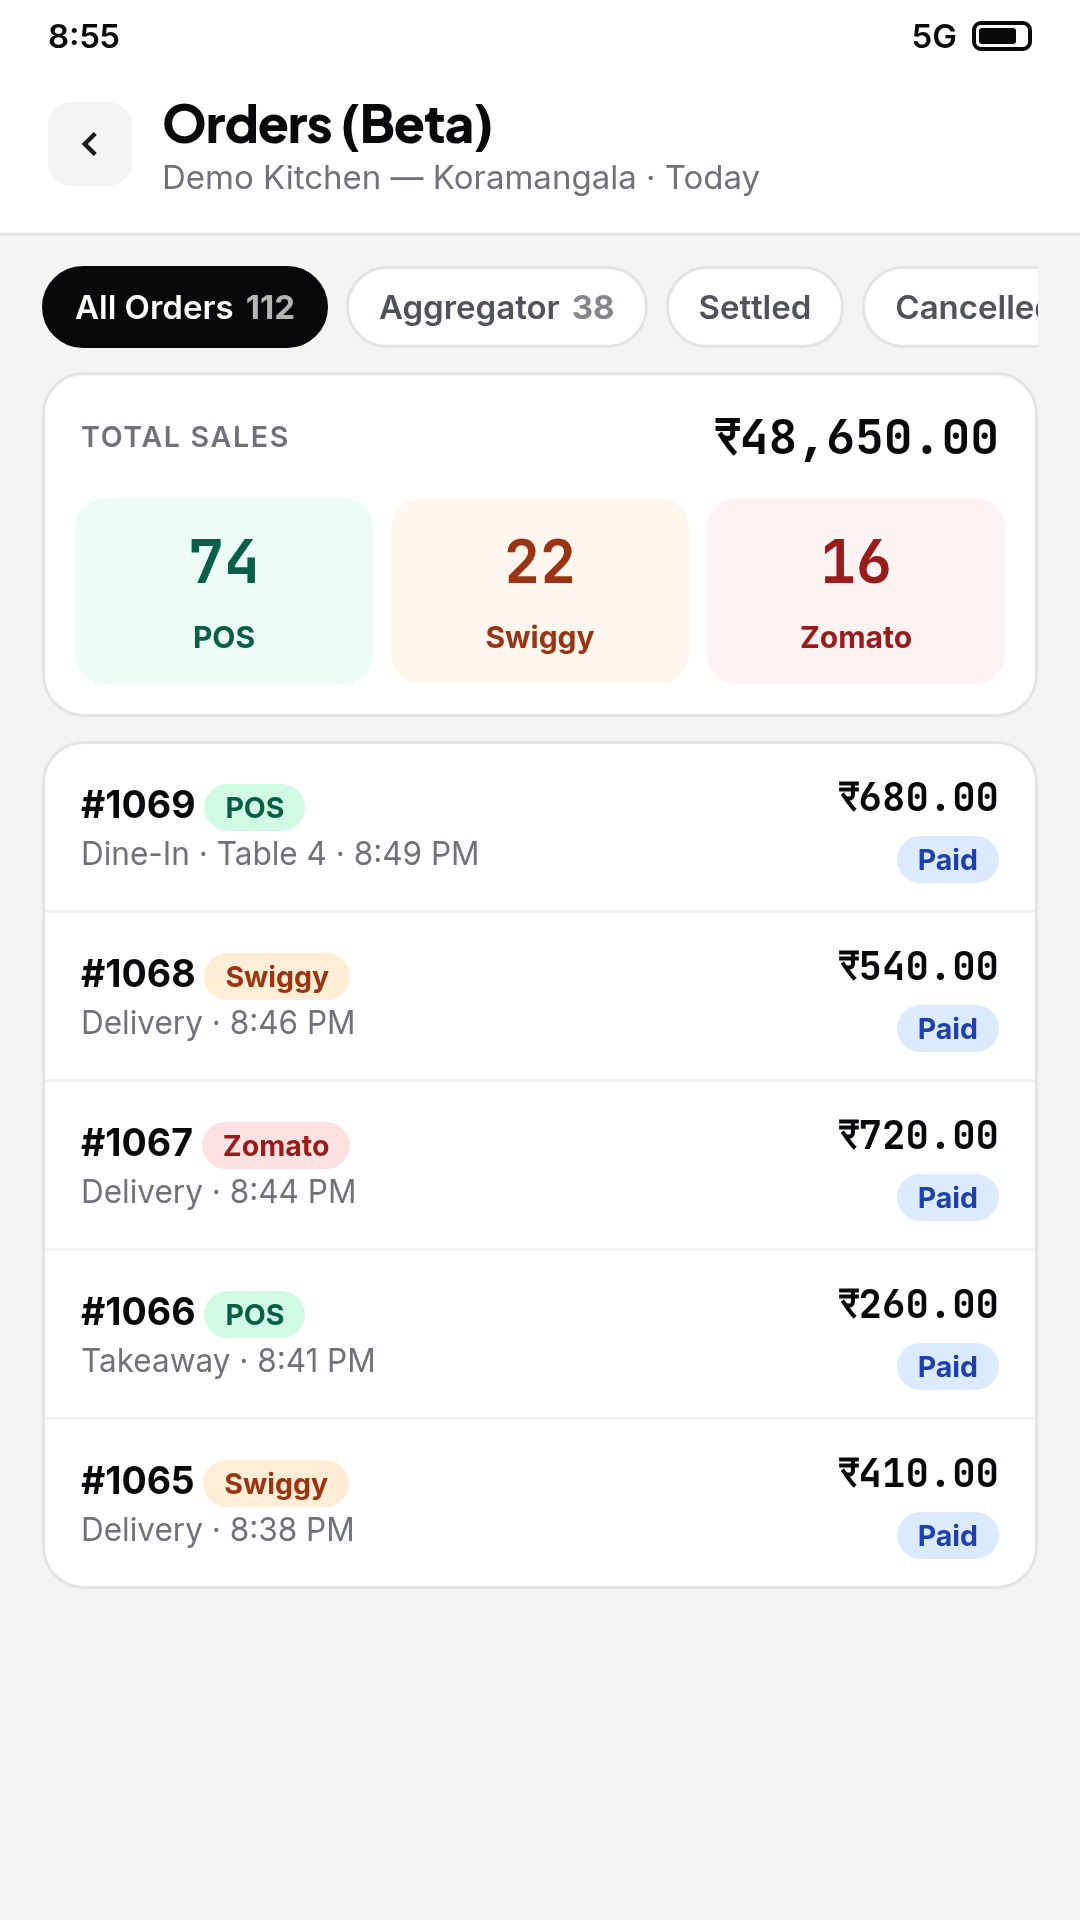 8:55
5G
Orders (Beta)
Demo Kitchen — Koramangala · Today
All Orders 112
Aggregator 38
Settled
Cancelled
TOTAL SALES
₹48,650.00
74
POS
22
Swiggy
16
Zomato
#1069 POS
₹680.00
Dine-In · Table 4 · 8:49 PM
Paid
#1068 Swiggy
₹540.00
Delivery · 8:46 PM
Paid
#1067 Zomato
₹720.00
Delivery · 8:44 PM
Paid
#1066 POS
₹260.00
Takeaway · 8:41 PM
Paid
#1065 Swiggy
₹410.00
Delivery · 8:38 PM
Paid